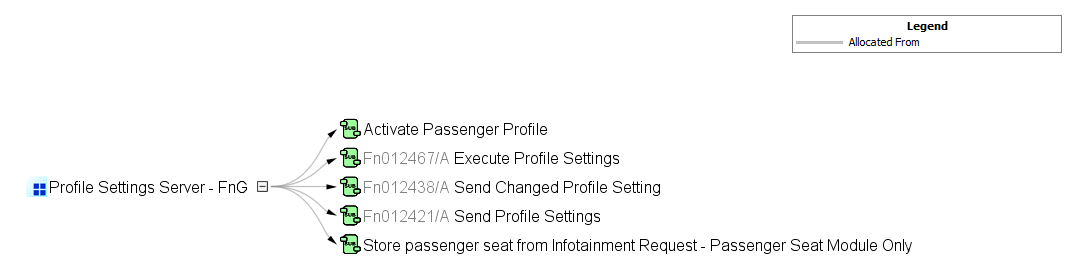 Legend
Allocated From
Activate Passenger Profile
Fn012467/A Execute Profile Settings
Profile Settings Server - FnG
Fn012438/A Send Changed Profile Setting
Fn012421/A Send Profile Settings
Store passenger seat from Infotainment Request - Passenger Seat Module Only